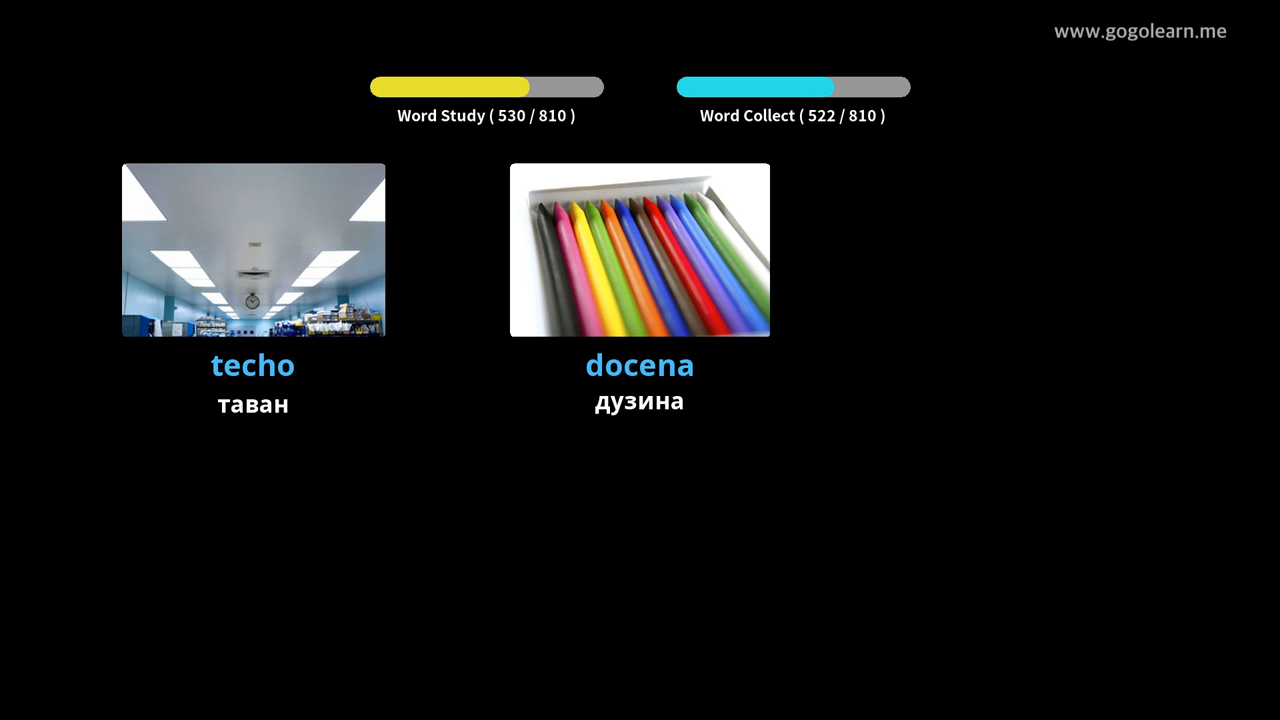 www.gogolearn.me
Word Study ( 530 / 810 )
Word Collect ( 522 / 810 )
techo
таван
docena
дузина